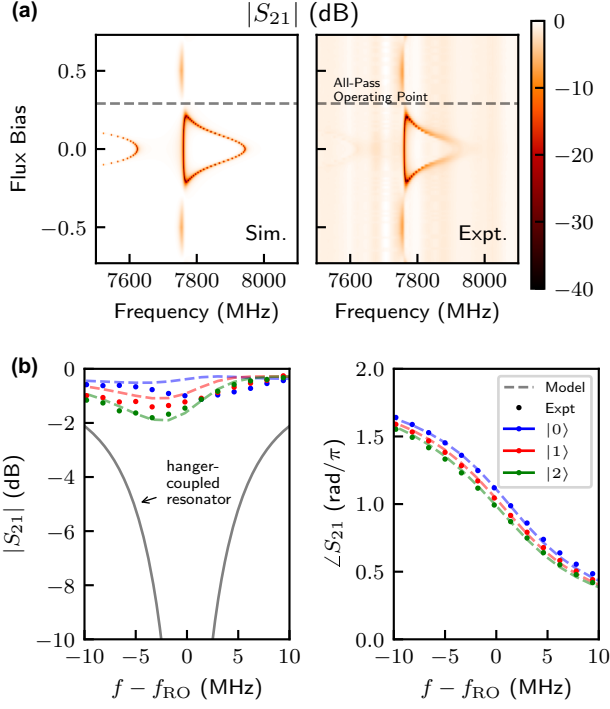 (a)
|S21| (dB)
0.5
0.0
−0.5
Flux Bias
Sim.
7600
7800
8000
Frequency (MHz)
All-Pass
Operating Point
Expt.
7600
7800
8000
Frequency (MHz)
0
−10
−20
−30
−40
(b)
0
−2
−4
−6
−8
−10
|S21| (dB)
hanger-
coupled
resonator
−10
−5
0
5
10
f − fRO (MHz)
2.0
1.5
1.0
0.5
0.0
∠S21 (rad/π)
Model
Expt
|0⟩
|1⟩
|2⟩
−10
−5
0
5
10
f − fRO (MHz)